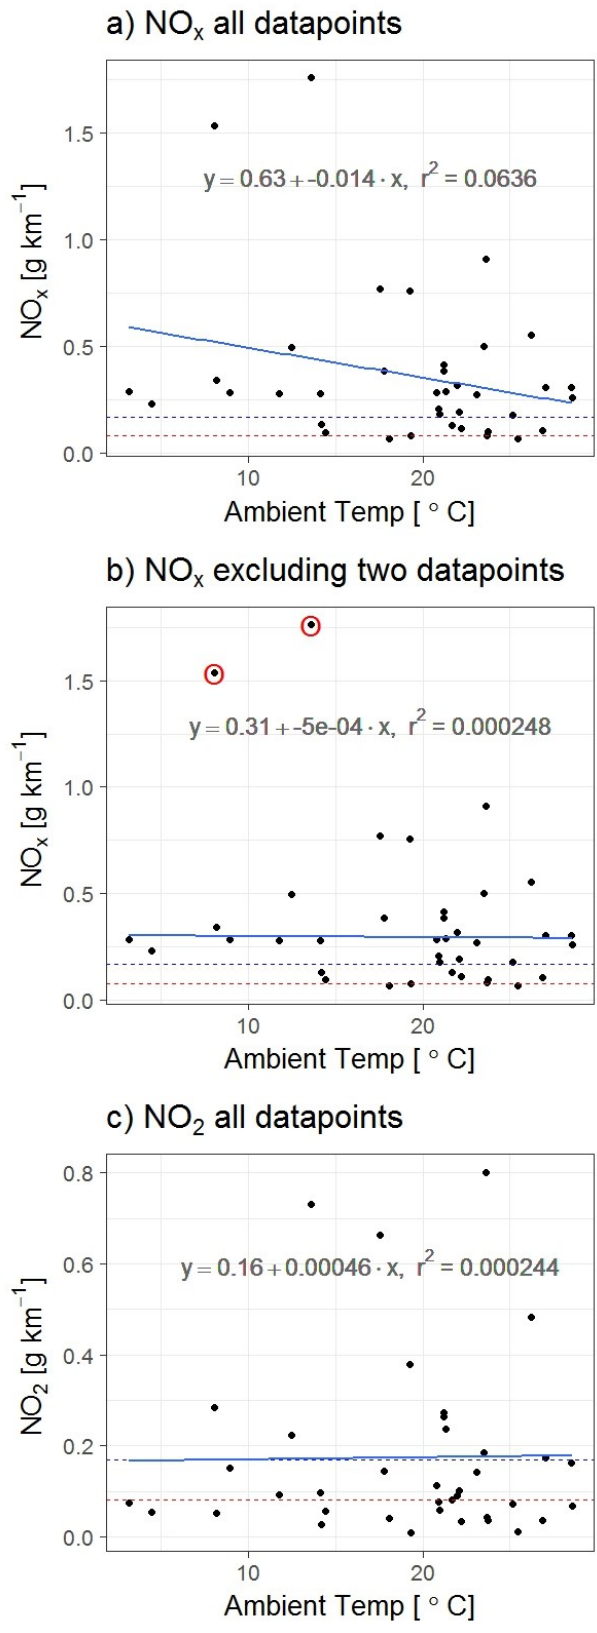 a) NOₓ all datapoints
1.5
1.0
0.5
0.0
NOₓ [g km⁻¹]
y = 0.63 + -0.014 · x, r² = 0.0636
10 20
Ambient Temp [ ° C]
b) NOₓ excluding two datapoints
1.5
1.0
0.5
0.0
NOₓ [g km⁻¹]
y = 0.31 + -5e-04 · x, r² = 0.000248
10 20
Ambient Temp [ ° C]
c) NO₂ all datapoints
0.8
0.6
0.4
0.2
0.0
NO₂ [g km⁻¹]
y = 0.16 + 0.00046 · x, r² = 0.000244
10 20
Ambient Temp [ ° C]